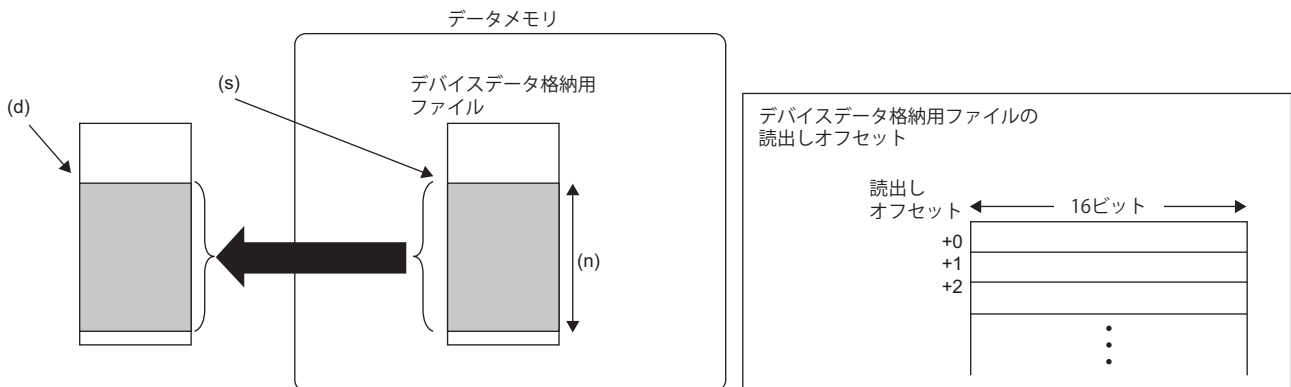 データメモリ
(s)
デバイスデータ格納用
ファイル
(d)
(n)
デバイスデータ格納用ファイルの
読出しオフセット
読出し
オフセット
16ビット
+0
+1
+2